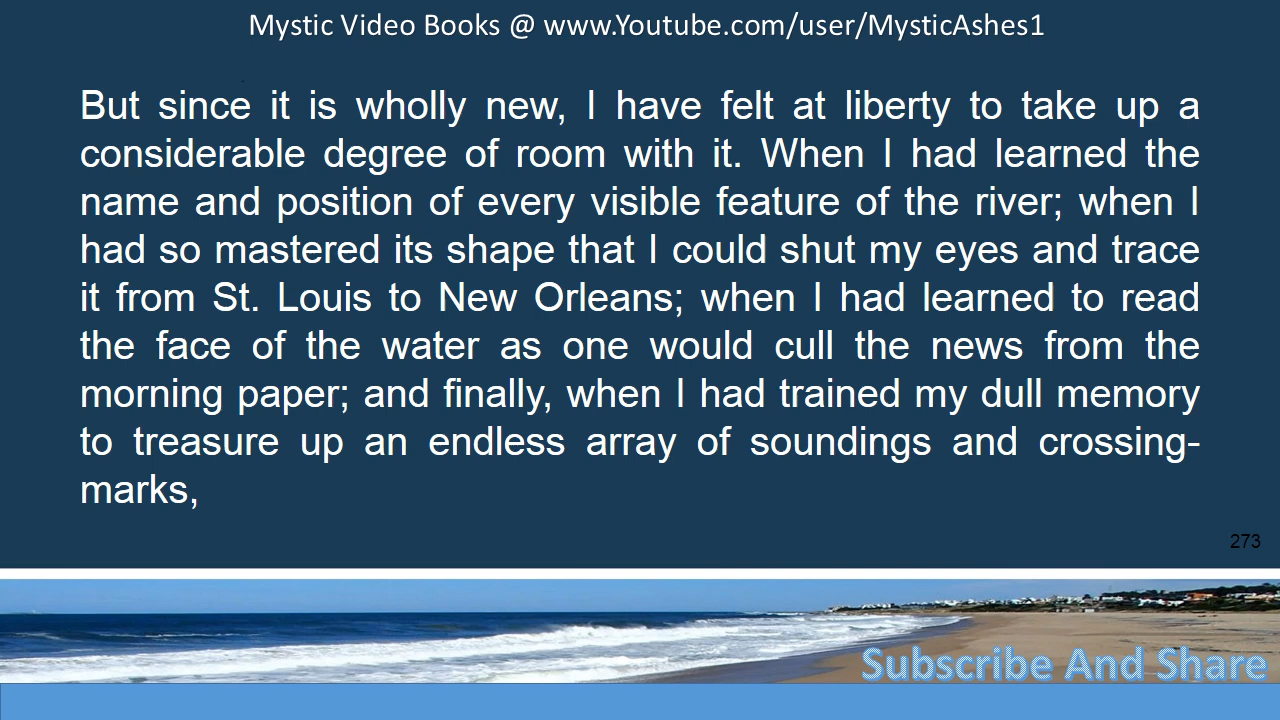 Mystic Video Books @ www.Youtube.com/user/MysticAshes1
But since it is wholly new, I have felt at liberty to take up a
considerable degree of room with it. When I had learned the
name and position of every visible feature of the river; when I
had so mastered its shape that I could shut my eyes and trace
it from St. Louis to New Orleans; when I had learned to read
the face of the water as one would cull the news from the
morning paper; and finally, when I had trained my dull memory
to treasure up an endless array of soundings and crossing-
marks,
273
Subscribe And Share